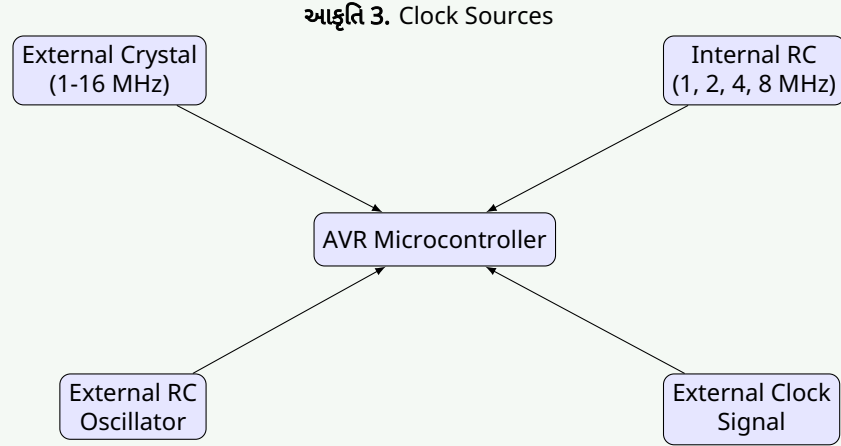 આકૃતિ 3. Clock Sources
External Crystal
(1-16 MHz)
Internal RC
(1, 2, 4, 8 MHz)
AVR Microcontroller
External RC
Oscillator
External Clock
Signal